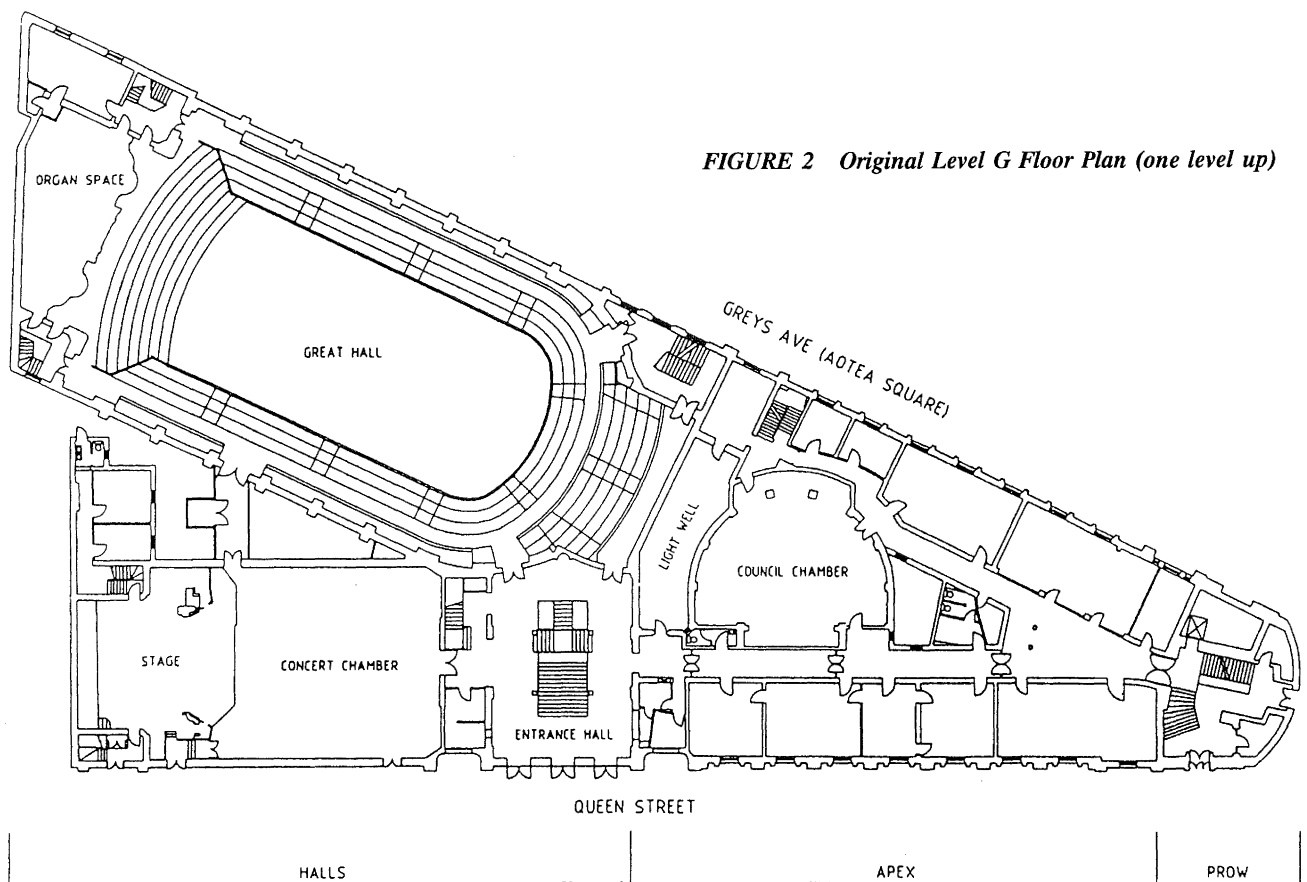 FIGURE 2 Original Level G Floor Plan (one level up)
ORGAN SPACE
GREYS AVE (AOTEA SQUARE)
GREAT HALL
LIGHT WELL
COUNCIL CHAMBER
STAGE
CONCERT CHAMBER
ENTRANCE HALL
QUEEN STREET
HALLS
APEX
PROW